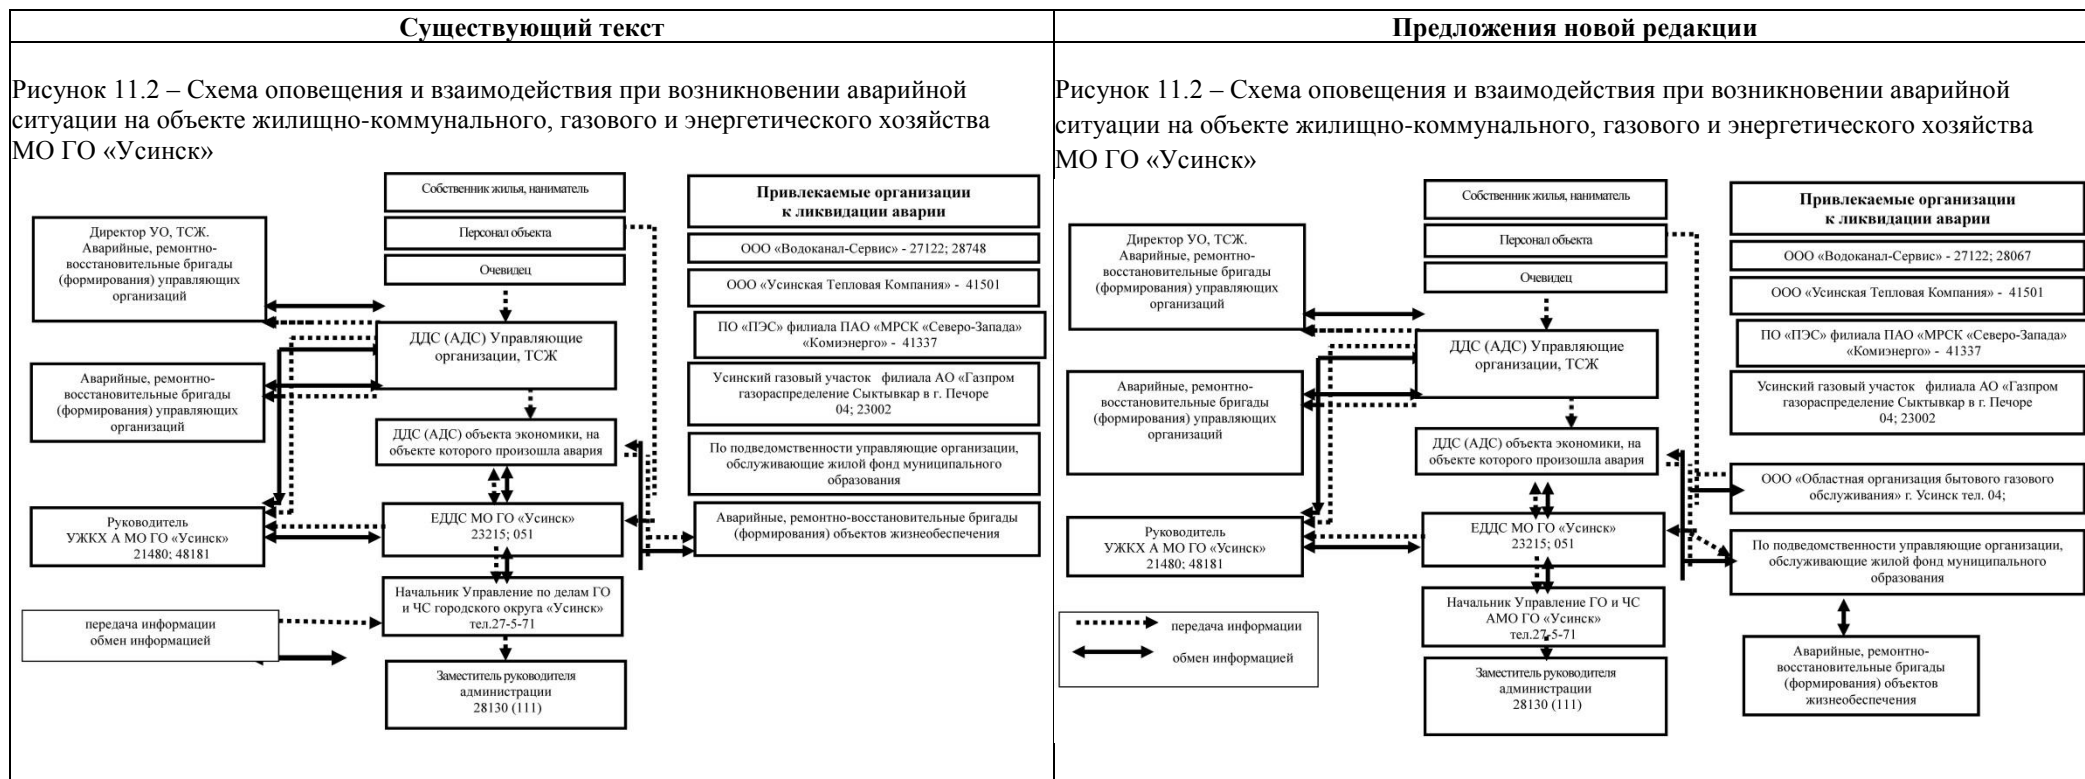 Существующий текст
Рисунок 11.2 – Схема оповещения и взаимодействия при возникновении аварийной
ситуации на объекте жилищно-коммунального, газового и энергетического хозяйства
МО ГО «Усинск»
Собственник жилья, наниматель
Персонал объекта
Очевидец
Директор УО, ТСЖ.
Аварийные, ремонтно-
восстановительные бригады
(формирования) управляющих
организаций
ДДС (АДС) Управляющие
организации, ТСЖ
Аварийные, ремонтно-
восстановительные бригады
(формирования) управляющих
организаций
ДДС (АДС) объекта экономики, на
объекте которого произошла авария
Руководитель
УЖКХ А МО ГО «Усинск»
21480; 48181
ЕДДС МО ГО «Усинск»
23215; 051
Начальник Управление по делам ГО
и ЧС городского округа «Усинск»
тел.27-5-71
передача информации
обмен информацией
Заместитель руководителя
администрации
28130 (111)
Привлекаемые организации
к ликвидации аварии
ООО «Водоканал-Сервис» - 27122; 28748
ООО «Усинская Тепловая Компания» - 41501
ПО «ПЭС» филиала ПАО «МРСК «Северо-Запада»
«Комиэнерго» - 41337
Усинский газовый участок филиала АО «Газпром
газораспределение Сыктывкар в г. Печоре
04; 23002
По подведомственности управляющие организации,
обслуживающие жилой фонд муниципального
образования
Аварийные, ремонтно-восстановительные бригады
(формирования) объектов жизнеобеспечения
Предложения новой редакции
Рисунок 11.2 – Схема оповещения и взаимодействия при возникновении аварийной
ситуации на объекте жилищно-коммунального, газового и энергетического хозяйства
МО ГО «Усинск»
Собственник жилья, наниматель
Персонал объекта
Очевидец
Директор УО, ТСЖ.
Аварийные, ремонтно-
восстановительные бригады
(формирования) управляющих
организаций
ДДС (АДС) Управляющие
организации, ТСЖ
Аварийные, ремонтно-
восстановительные бригады
(формирования) управляющих
организаций
ДДС (АДС) объекта экономики, на
объекте которого произошла авария
Руководитель
УЖКХ А МО ГО «Усинск»
21480; 48181
ЕДДС МО ГО «Усинск»
23215; 051
Начальник Управление ГО и ЧС
АМО ГО «Усинск»
тел.27-5-71
передача информации
обмен информацией
Заместитель руководителя
администрации
28130 (111)
Привлекаемые организации
к ликвидации аварии
ООО «Водоканал-Сервис» - 27122; 28067
ООО «Усинская Тепловая Компания» - 41501
ПО «ПЭС» филиала ПАО «МРСК «Северо-Запада»
«Комиэнерго» - 41337
Усинский газовый участок филиала АО «Газпром
газораспределение Сыктывкар в г. Печоре
04; 23002
ООО «Областная организация бытового газового
обслуживания» г. Усинск тел. 04;
По подведомственности управляющие организации,
обслуживающие жилой фонд муниципального
образования
Аварийные, ремонтно-
восстановительные бригады
(формирования) объектов
жизнеобеспечения